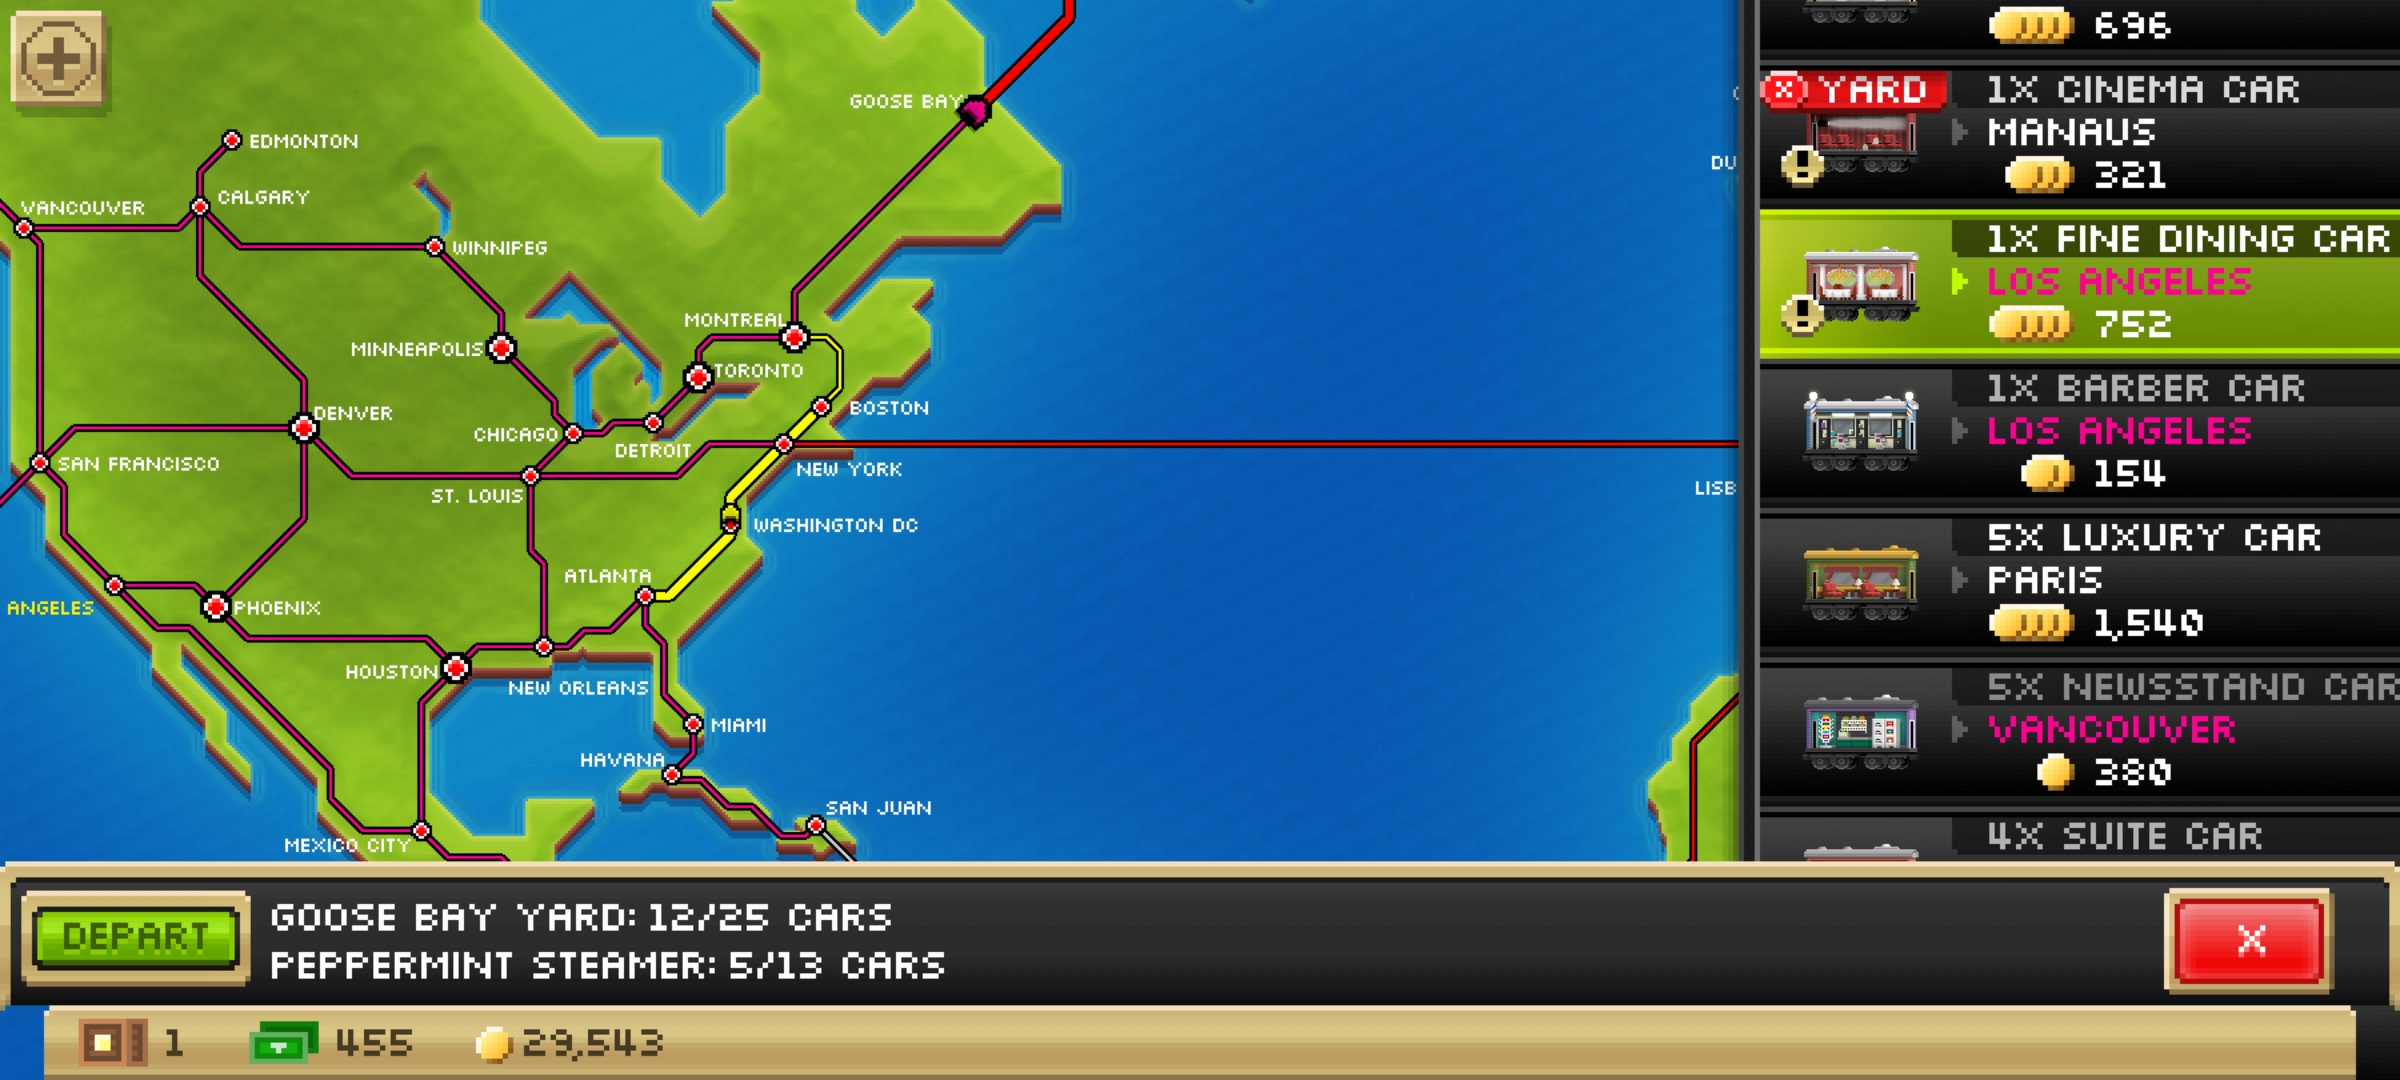 GOOSE BAY
EDMONTON
CALGARY
VANCOUVER
WINNIPEG
MONTREAL
MINNEAPOLIS
TORONTO
DENVER
BOSTON
CHICAGO
DETROIT
SAN FRANCISCO
NEW YORK
ST. LOUIS
WASHINGTON DC
ATLANTA
ANGELES
PHOENIX
HOUSTON
NEW ORLEANS
MIAMI
HAVANA
SAN JUAN
MEXICO CITY
DU
LISB
696
X YARD
1X CINEMA CAR
MANAUS
321
1X FINE DINING CAR
LOS ANGELES
752
1X BARBER CAR
LOS ANGELES
154
5X LUXURY CAR
PARIS
1,540
5X NEWSSTAND CAR
VANCOUVER
380
4X SUITE CAR
DEPART
GOOSE BAY YARD: 12/25 CARS
PEPPERMINT STEAMER: 5/13 CARS
X
1
455
29,543